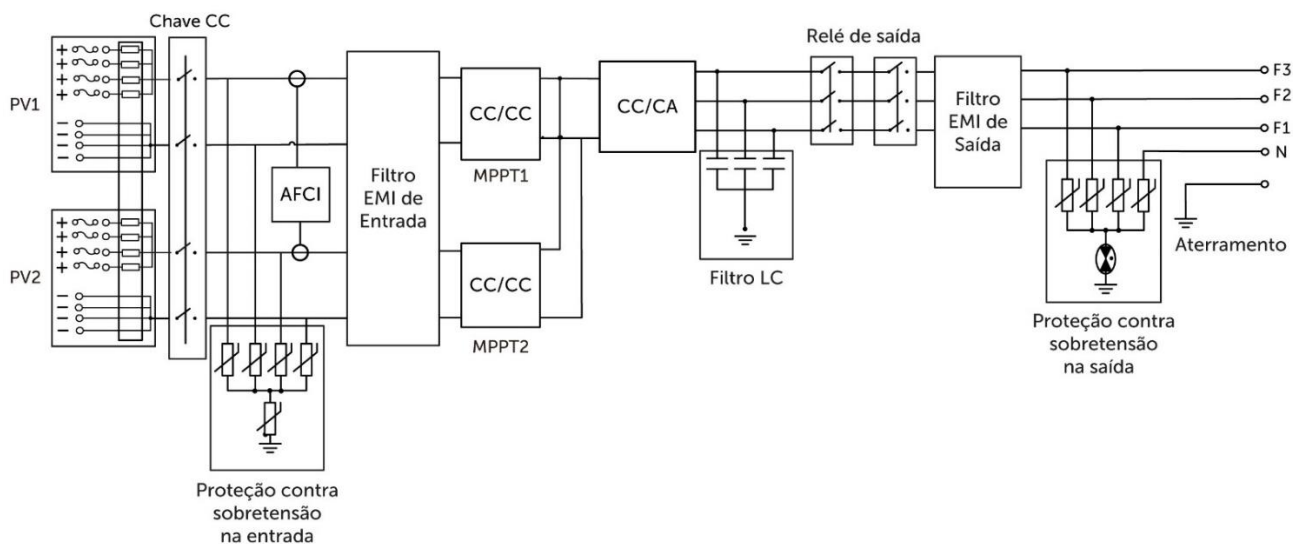 Chave CC
PV1
+
+
+
+
−
−
−
−
PV2
+
+
+
+
−
−
−
−
AFCI
Proteção contra
sobretensão
na entrada
Filtro
EMI de
Entrada
CC/CC
MPPT1
CC/CC
MPPT2
CC/CA
Filtro LC
Relé de saída
Filtro
EMI de
Saída
F3
F2
F1
N
Aterramento
Proteção contra
sobretensão
na saída